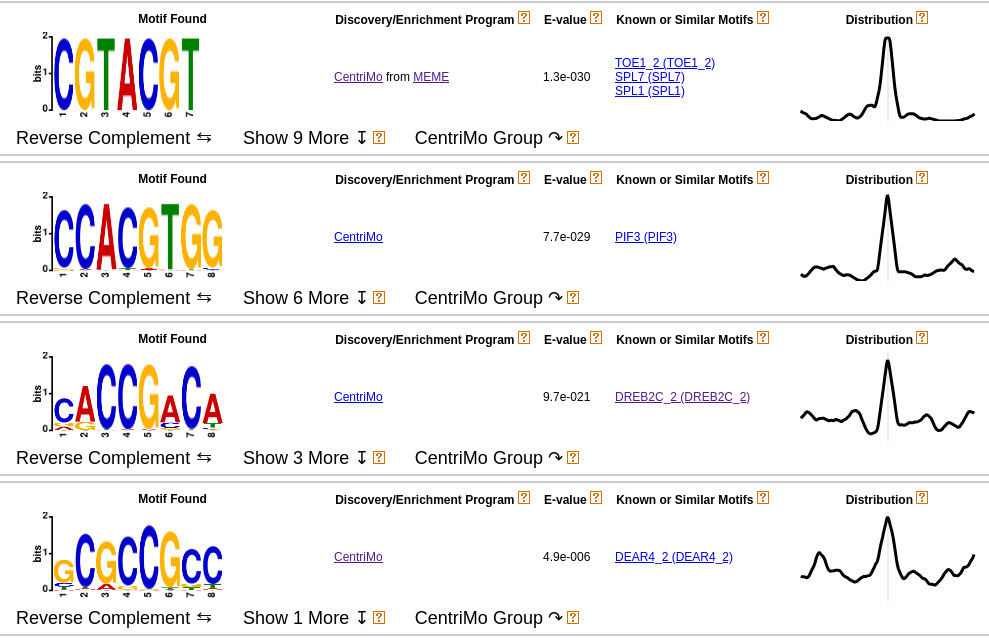 Motif Found Discovery/Enrichment Program ? E-value ? Known or Similar Motifs ? Distribution ?
2 bits 1 0 CGTACGT 1 2 3 4 5 6 7
CentriMo from MEME 1.3e-030
TOE1_2 (TOE1_2)
SPL7 (SPL7)
SPL1 (SPL1)
Reverse Complement ⇆ Show 9 More ↧ ? CentriMo Group ↷ ?
Motif Found Discovery/Enrichment Program ? E-value ? Known or Similar Motifs ? Distribution ?
2 bits 1 0 CCACGTGG 1 2 3 4 5 6 7 8
CentriMo 7.7e-029 PIF3 (PIF3)
Reverse Complement ⇆ Show 6 More ↧ ? CentriMo Group ↷ ?
Motif Found Discovery/Enrichment Program ? E-value ? Known or Similar Motifs ? Distribution ?
2 bits 1 0 CACCGACA 1 2 3 4 5 6 7 8
CentriMo 9.7e-021 DREB2C_2 (DREB2C_2)
Reverse Complement ⇆ Show 3 More ↧ ? CentriMo Group ↷ ?
Motif Found Discovery/Enrichment Program ? E-value ? Known or Similar Motifs ? Distribution ?
2 bits 1 0 GCGCCGCC 1 2 3 4 5 6 7 8
CentriMo 4.9e-006 DEAR4_2 (DEAR4_2)
Reverse Complement ⇆ Show 1 More ↧ ? CentriMo Group ↷ ?